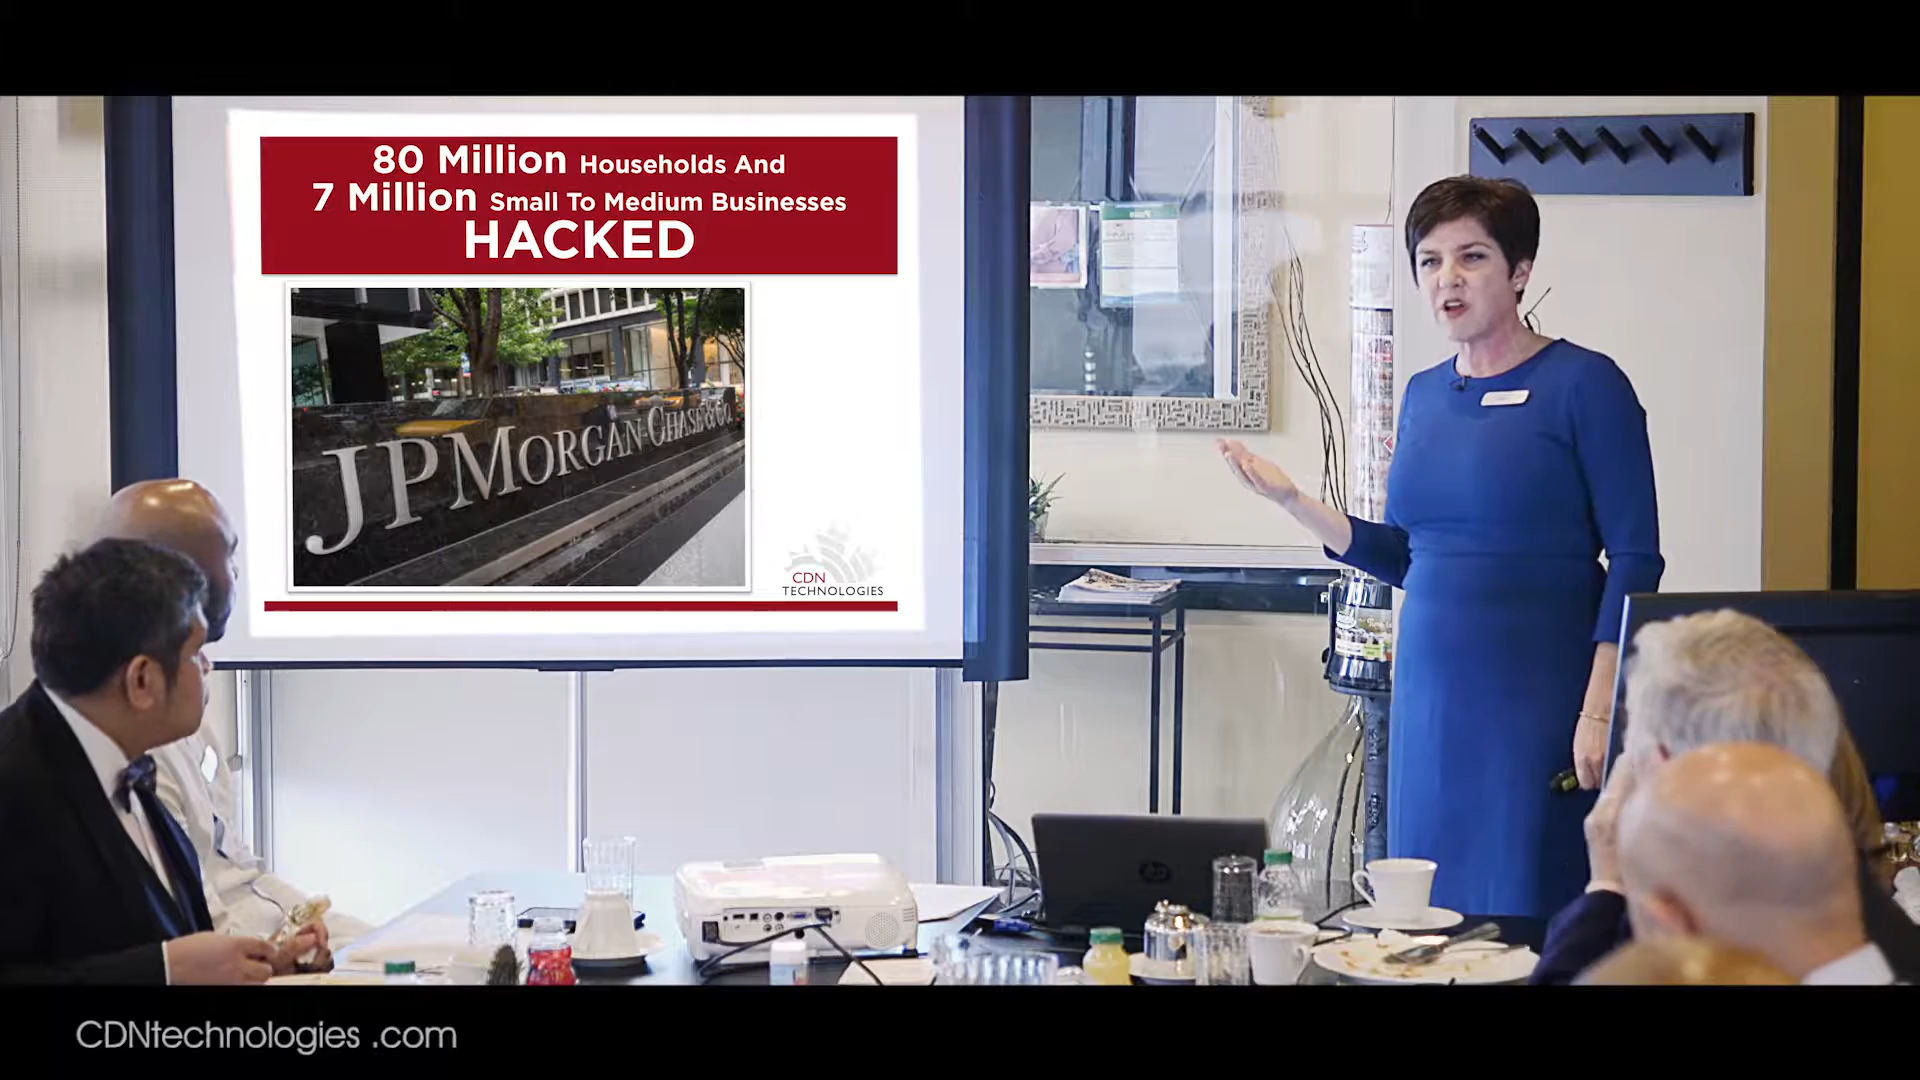 80 Million Households And
7 Million Small To Medium Businesses
HACKED
JPMORGAN CHASE & CO.
CDN
TECHNOLOGIES
CDNtechnologies .com